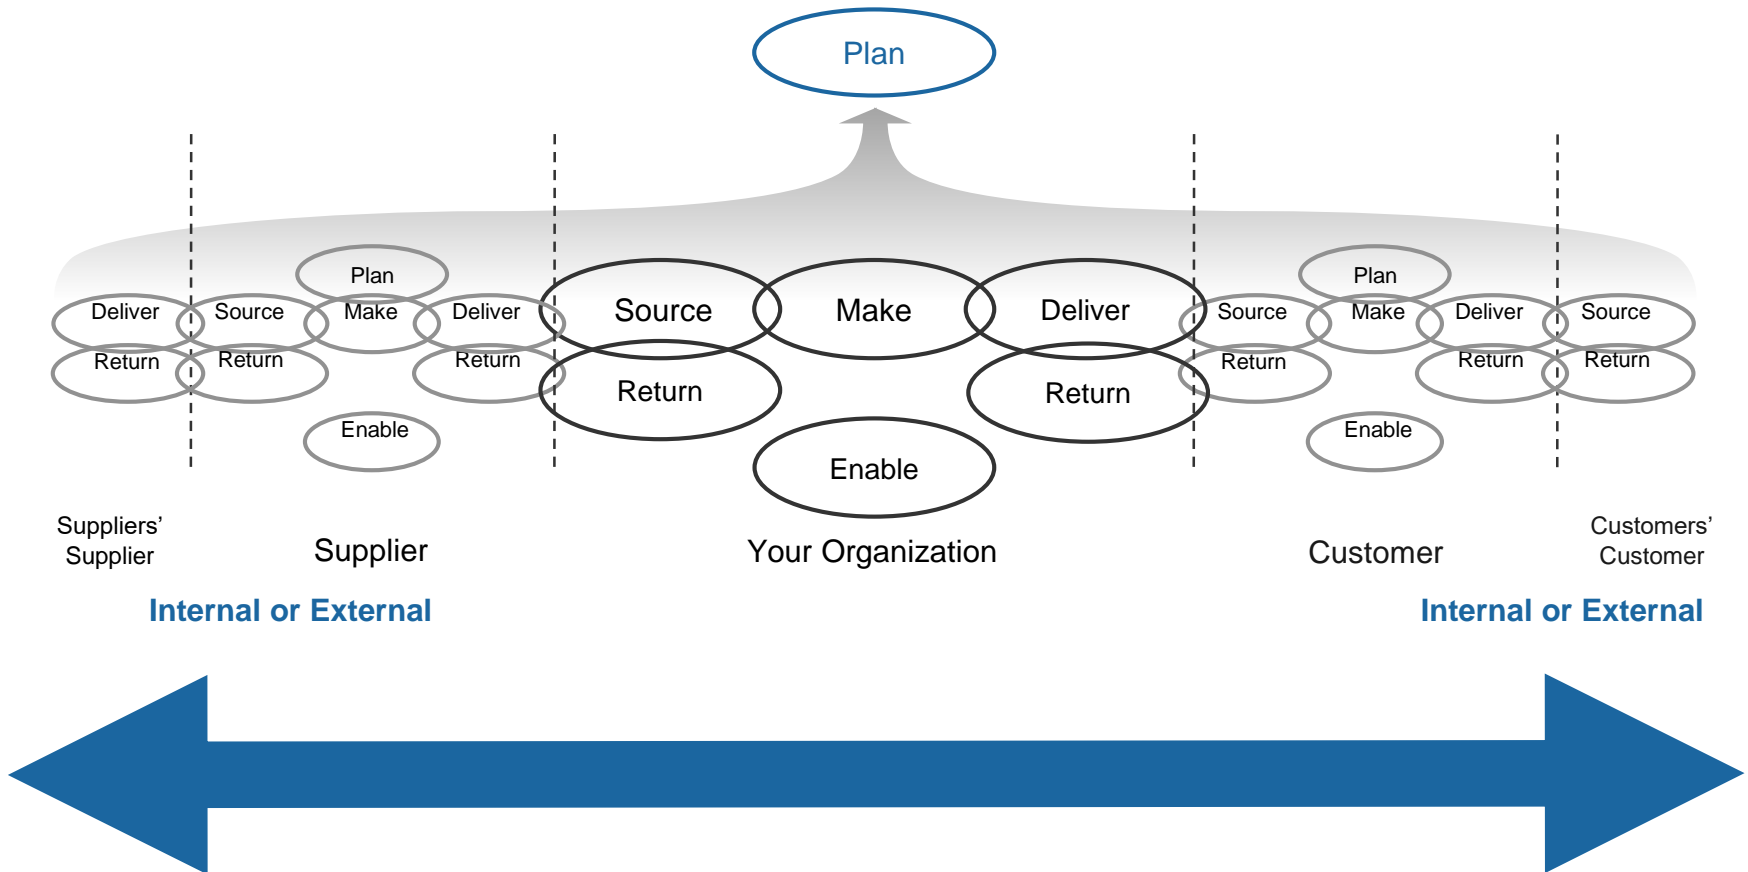 Plan
Plan
Plan
Deliver
Source
Make
Deliver
Source
Make
Deliver
Source
Make
Deliver
Source
Return
Return
Return
Return
Return
Return
Return
Return
Enable
Enable
Enable
Suppliers’
Supplier
Supplier
Your Organization
Customer
Customers’
Customer
Internal or External
Internal or External